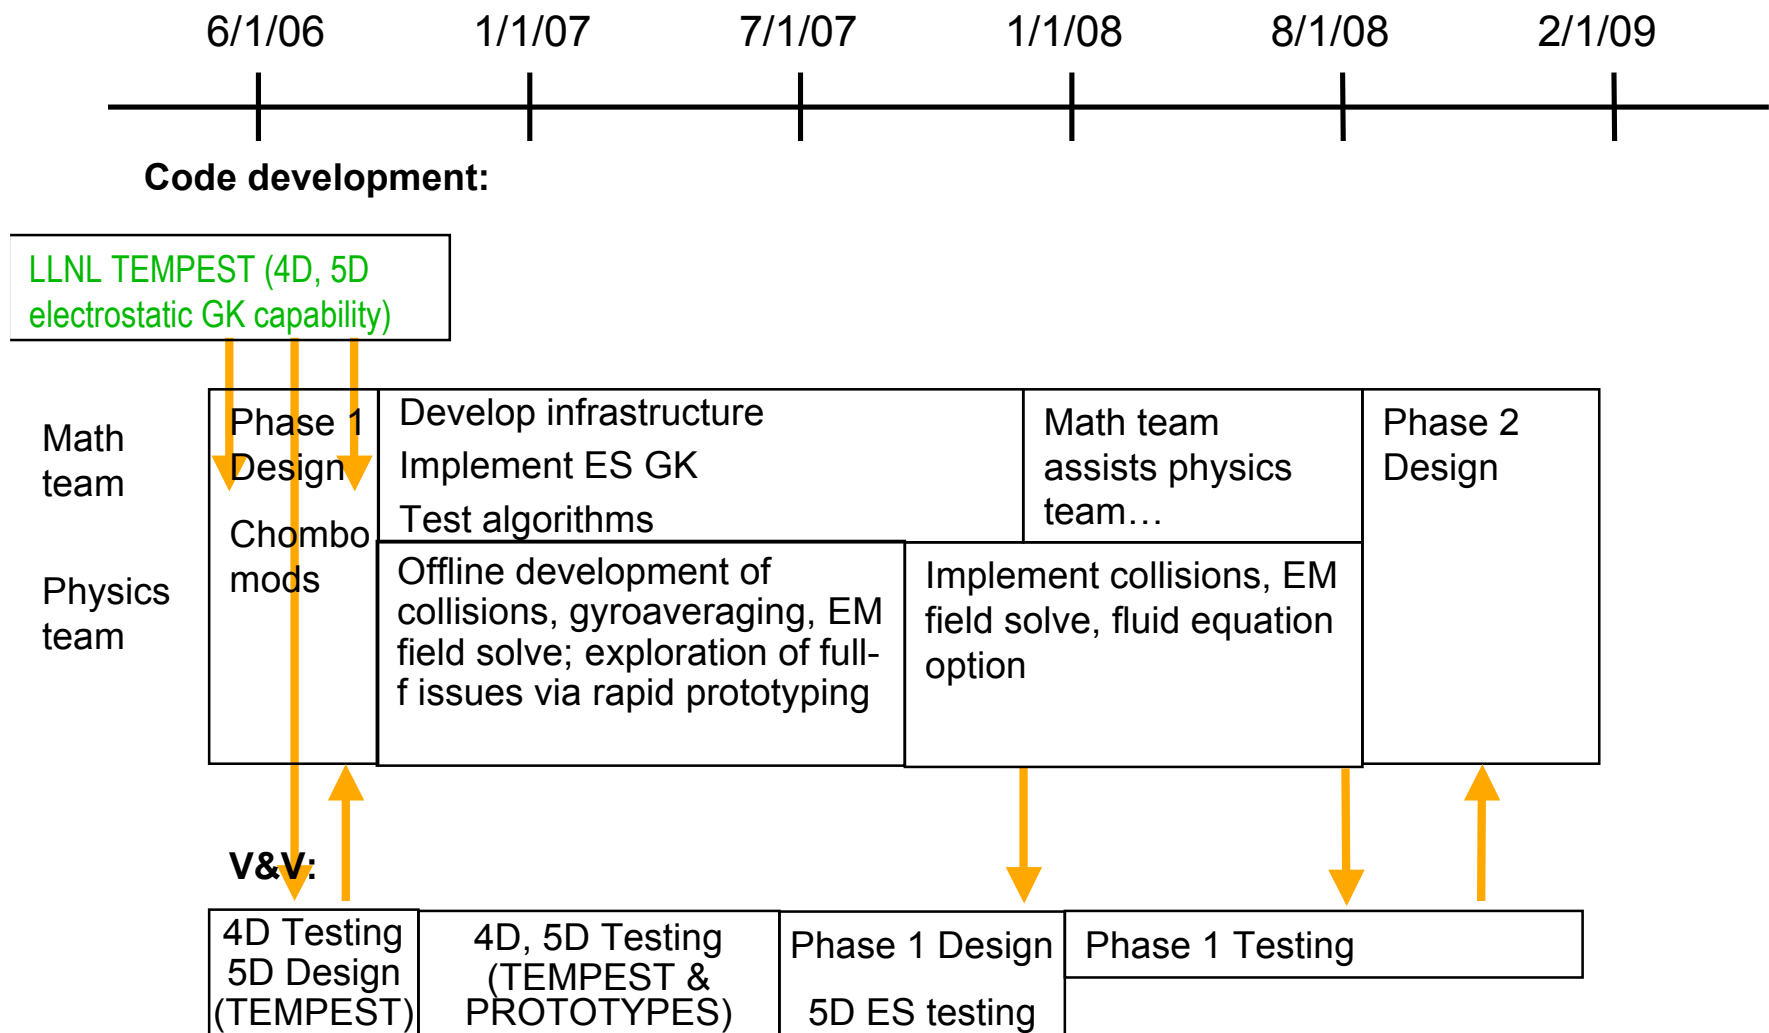 6/1/06 1/1/07 7/1/07 1/1/08 8/1/08 2/1/09
Code development:
LLNL TEMPEST (4D, 5D
electrostatic GK capability)
Math
team
Physics
team
Phase 1
Design
Chombo
mods
Develop infrastructure
Implement ES GK
Test algorithms
Offline development of
collisions, gyroaveraging, EM
field solve; exploration of full-
f issues via rapid prototyping
Math team
assists physics
team…
Implement collisions, EM
field solve, fluid equation
option
Phase 2
Design
V&V:
4D Testing
5D Design
(TEMPEST)
4D, 5D Testing
(TEMPEST &
PROTOTYPES)
Phase 1 Design
5D ES testing
Phase 1 Testing